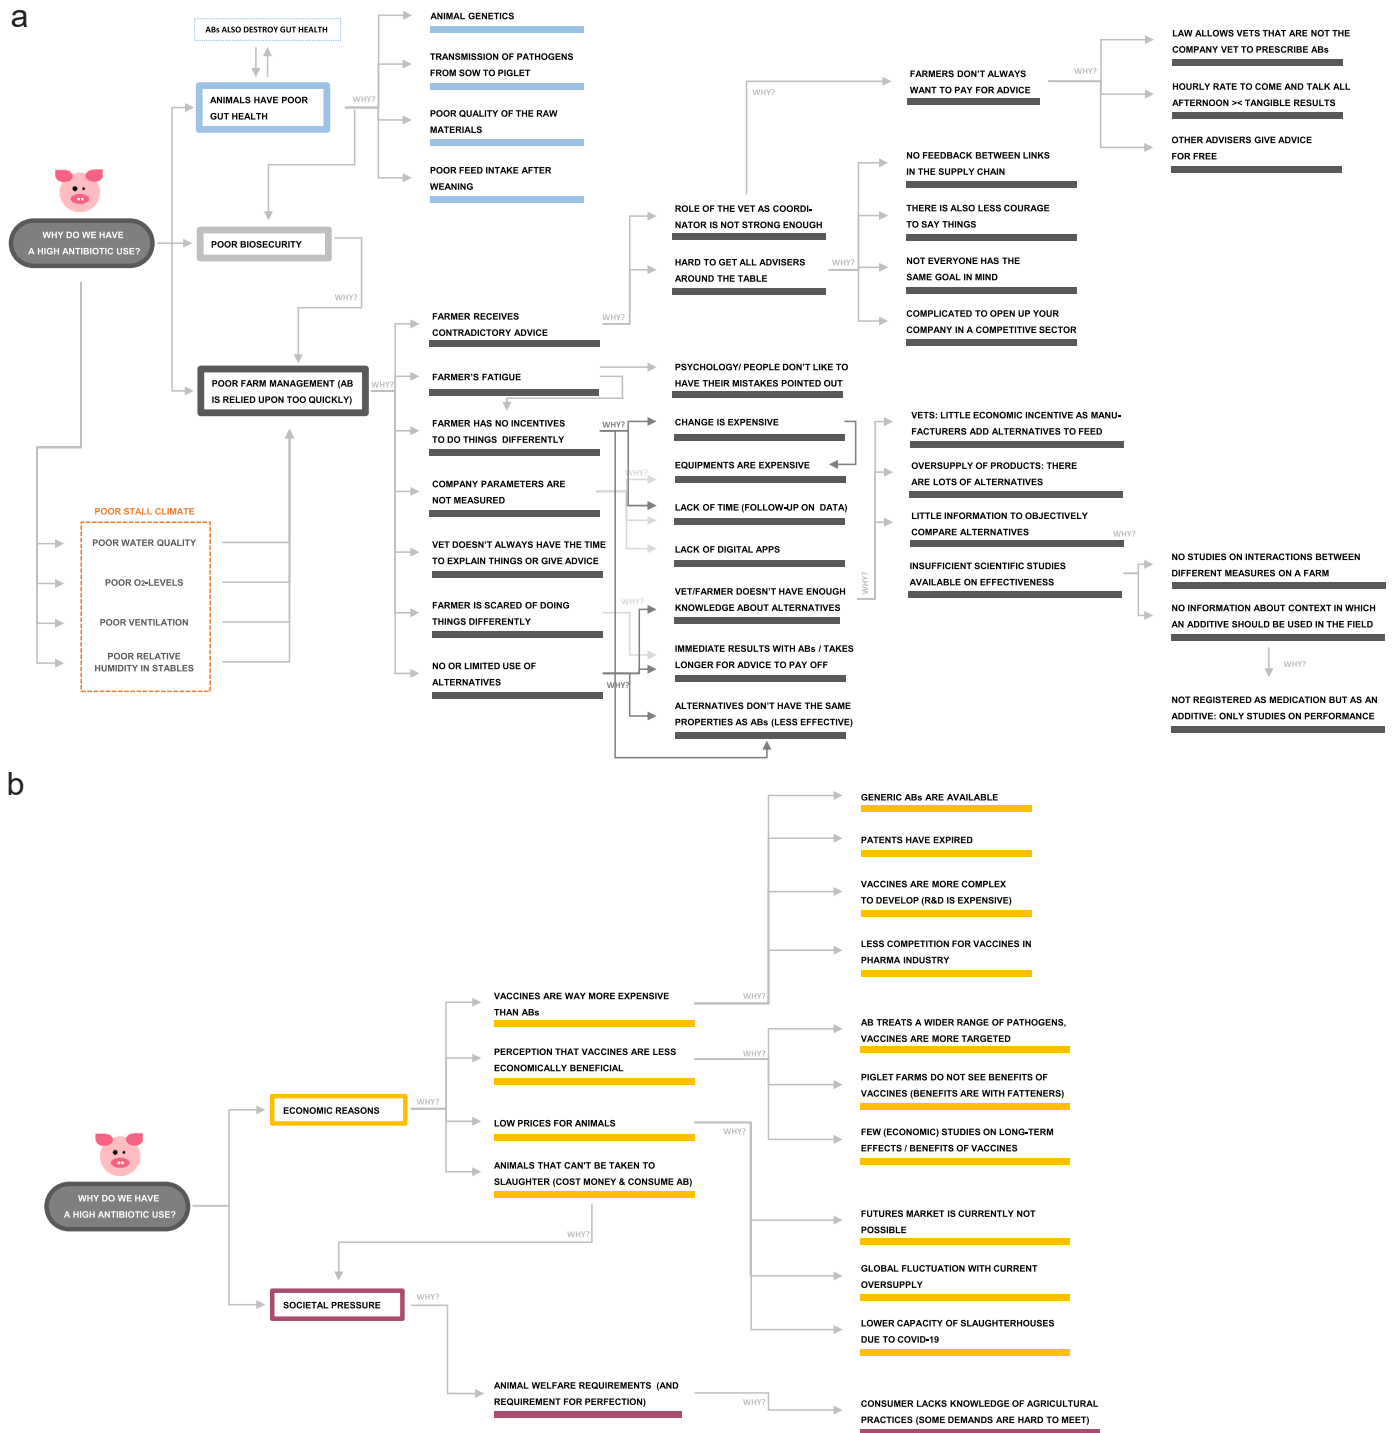 a
ABs ALSO DESTROY GUT HEALTH
ANIMALS HAVE POOR
GUT HEALTH
WHY?
ANIMAL GENETICS
TRANSMISSION OF PATHOGENS
FROM SOW TO PIGLET
POOR QUALITY OF THE RAW
MATERIALS
POOR FEED INTAKE AFTER
WEANING
WHY DO WE HAVE
A HIGH ANTIBIOTIC USE?
POOR BIOSECURITY
WHY?
POOR FARM MANAGEMENT (AB
IS RELIED UPON TOO QUICKLY)
WHY?
POOR STALL CLIMATE
POOR WATER QUALITY
POOR O2-LEVELS
POOR VENTILATION
POOR RELATIVE
HUMIDITY IN STABLES
FARMER RECEIVES
CONTRADICTORY ADVICE
WHY?
FARMER'S FATIGUE
FARMER HAS NO INCENTIVES
TO DO THINGS DIFFERENTLY
WHY?
COMPANY PARAMETERS ARE
NOT MEASURED
WHY?
VET DOESN'T ALWAYS HAVE THE TIME
TO EXPLAIN THINGS OR GIVE ADVICE
FARMER IS SCARED OF DOING
THINGS DIFFERENTLY
WHY?
NO OR LIMITED USE OF
ALTERNATIVES
WHY?
ROLE OF THE VET AS COORDI-
NATOR IS NOT STRONG ENOUGH
WHY?
HARD TO GET ALL ADVISERS
AROUND THE TABLE
WHY?
PSYCHOLOGY/ PEOPLE DON'T LIKE TO
HAVE THEIR MISTAKES POINTED OUT
CHANGE IS EXPENSIVE
EQUIPMENTS ARE EXPENSIVE
LACK OF TIME (FOLLOW-UP ON DATA)
LACK OF DIGITAL APPS
VET/FARMER DOESN'T HAVE ENOUGH
KNOWLEDGE ABOUT ALTERNATIVES
WHY?
IMMEDIATE RESULTS WITH ABs / TAKES
LONGER FOR ADVICE TO PAY OFF
ALTERNATIVES DON'T HAVE THE SAME
PROPERTIES AS ABs (LESS EFFECTIVE)
FARMERS DON'T ALWAYS
WANT TO PAY FOR ADVICE
WHY?
NO FEEDBACK BETWEEN LINKS
IN THE SUPPLY CHAIN
THERE IS ALSO LESS COURAGE
TO SAY THINGS
NOT EVERYONE HAS THE
SAME GOAL IN MIND
COMPLICATED TO OPEN UP YOUR
COMPANY IN A COMPETITIVE SECTOR
VETS: LITTLE ECONOMIC INCENTIVE AS MANU-
FACTURERS ADD ALTERNATIVES TO FEED
OVERSUPPLY OF PRODUCTS: THERE
ARE LOTS OF ALTERNATIVES
LITTLE INFORMATION TO OBJECTIVELY
COMPARE ALTERNATIVES
INSUFFICIENT SCIENTIFIC STUDIES
AVAILABLE ON EFFECTIVENESS
WHY?
LAW ALLOWS VETS THAT ARE NOT THE
COMPANY VET TO PRESCRIBE ABs
HOURLY RATE TO COME AND TALK ALL
AFTERNOON >< TANGIBLE RESULTS
OTHER ADVISERS GIVE ADVICE
FOR FREE
NO STUDIES ON INTERACTIONS BETWEEN
DIFFERENT MEASURES ON A FARM
NO INFORMATION ABOUT CONTEXT IN WHICH
AN ADDITIVE SHOULD BE USED IN THE FIELD
WHY?
NOT REGISTERED AS MEDICATION BUT AS AN
ADDITIVE: ONLY STUDIES ON PERFORMANCE
b
WHY DO WE HAVE
A HIGH ANTIBIOTIC USE?
ECONOMIC REASONS
WHY?
VACCINES ARE WAY MORE EXPENSIVE
THAN ABs
WHY?
PERCEPTION THAT VACCINES ARE LESS
ECONOMICALLY BENEFICIAL
WHY?
LOW PRICES FOR ANIMALS
WHY?
ANIMALS THAT CAN'T BE TAKEN TO
SLAUGHTER (COST MONEY & CONSUME AB)
WHY?
GENERIC ABs ARE AVAILABLE
PATENTS HAVE EXPIRED
VACCINES ARE MORE COMPLEX
TO DEVELOP (R&D IS EXPENSIVE)
LESS COMPETITION FOR VACCINES IN
PHARMA INDUSTRY
AB TREATS A WIDER RANGE OF PATHOGENS,
VACCINES ARE MORE TARGETED
PIGLET FARMS DO NOT SEE BENEFITS OF
VACCINES (BENEFITS ARE WITH FATTENERS)
FEW (ECONOMIC) STUDIES ON LONG-TERM
EFFECTS / BENEFITS OF VACCINES
FUTURES MARKET IS CURRENTLY NOT
POSSIBLE
GLOBAL FLUCTUATION WITH CURRENT
OVERSUPPLY
LOWER CAPACITY OF SLAUGHTERHOUSES
DUE TO COVID-19
SOCIETAL PRESSURE
WHY?
ANIMAL WELFARE REQUIREMENTS (AND
REQUIREMENT FOR PERFECTION)
WHY?
CONSUMER LACKS KNOWLEDGE OF AGRICULTURAL
PRACTICES (SOME DEMANDS ARE HARD TO MEET)